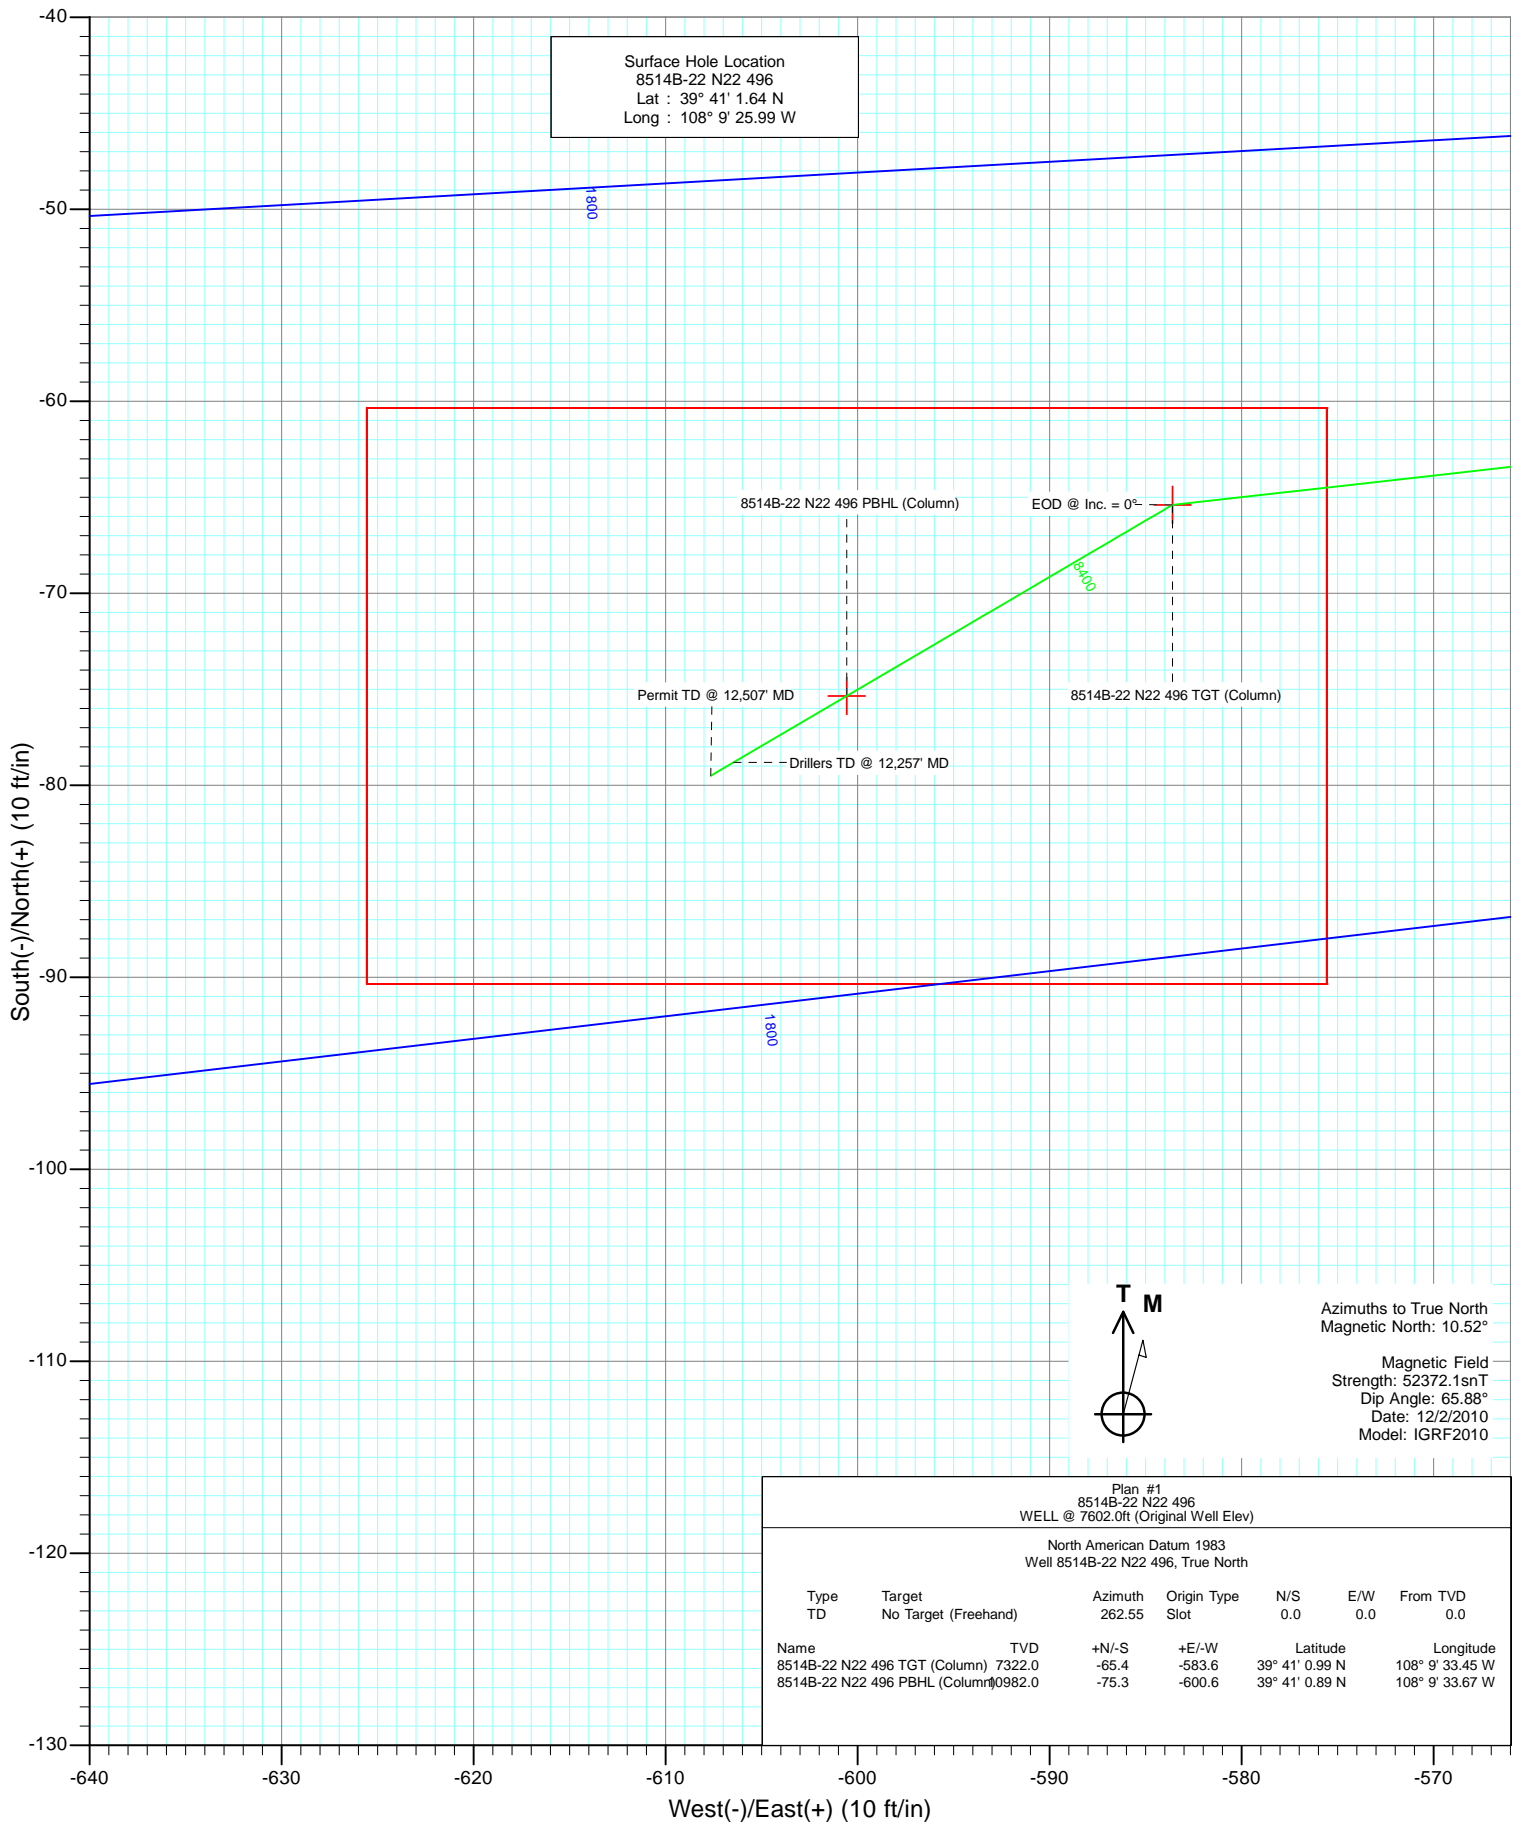 Surface Hole Location
8514B-22 N22 496
Lat : 39° 41' 1.64 N
Long : 108° 9' 25.99 W
-40
-50
-60
-70
-80
-90
-100
-110
-120
-130
South(-)/North(+) (10 ft/in)
1800
8514B-22 N22 496 PBHL (Column)
EOD @ Inc. = 0°
8400
Permit TD @ 12,507' MD
8514B-22 N22 496 TGT (Column)
Drillers TD @ 12,257' MD
1800
T M
Azimuths to True North
Magnetic North: 10.52°
Magnetic Field
Strength: 52372.1snT
Dip Angle: 65.88°
Date: 12/2/2010
Model: IGRF2010
Plan #1
8514B-22 N22 496
WELL @ 7602.0ft (Original Well Elev)
North American Datum 1983
Well 8514B-22 N22 496, True North
Type Target Azimuth Origin Type N/S E/W From TVD
TD No Target (Freehand) 262.55 Slot 0.0 0.0 0.0
Name TVD +N/-S +E/-W Latitude Longitude
8514B-22 N22 496 TGT (Column) 7322.0 -65.4 -583.6 39° 41' 0.99 N 108° 9' 33.45 W
8514B-22 N22 496 PBHL (Column) 10982.0 -75.3 -600.6 39° 41' 0.89 N 108° 9' 33.67 W
-640 -630 -620 -610 -600 -590 -580 -570
West(-)/East(+) (10 ft/in)